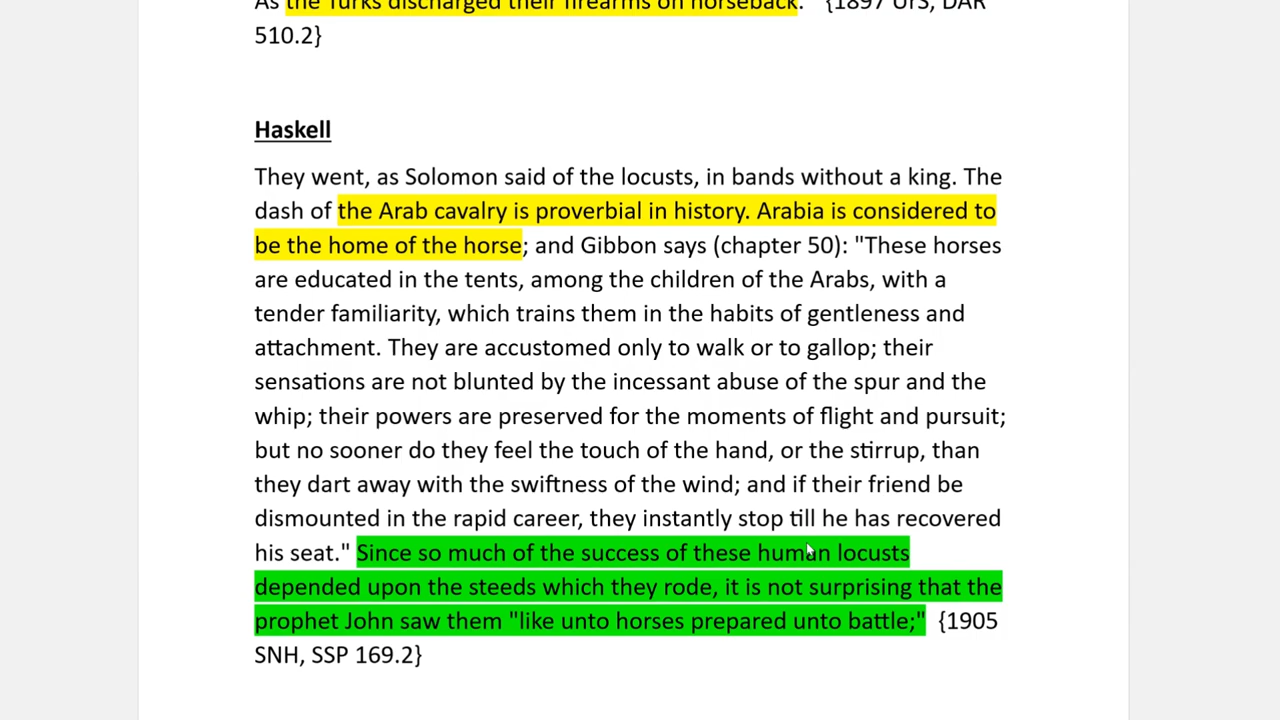 As the Turks discharged their firearms on horseback." {1897 UrS, DAR
510.2}
Haskell
They went, as Solomon said of the locusts, in bands without a king. The
dash of the Arab cavalry is proverbial in history. Arabia is considered to
be the home of the horse; and Gibbon says (chapter 50): "These horses
are educated in the tents, among the children of the Arabs, with a
tender familiarity, which trains them in the habits of gentleness and
attachment. They are accustomed only to walk or to gallop; their
sensations are not blunted by the incessant abuse of the spur and the
whip; their powers are preserved for the moments of flight and pursuit;
but no sooner do they feel the touch of the hand, or the stirrup, than
they dart away with the swiftness of the wind; and if their friend be
dismounted in the rapid career, they instantly stop till he has recovered
his seat." Since so much of the success of these human locusts
depended upon the steeds which they rode, it is not surprising that the
prophet John saw them "like unto horses prepared unto battle;" {1905
SNH, SSP 169.2}